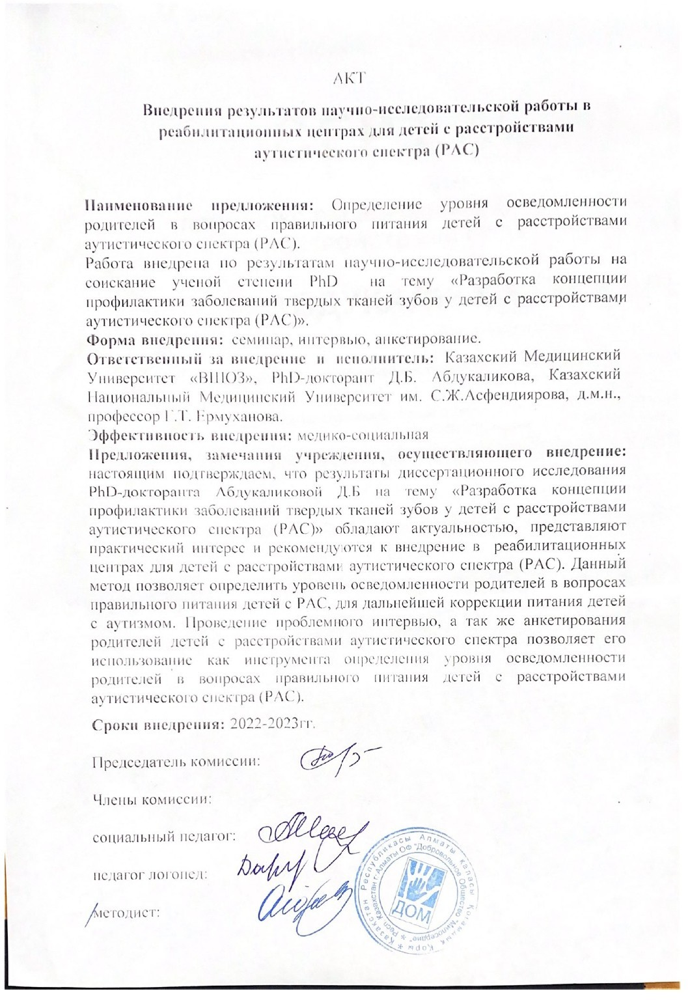 АКТ
Внедрения результатов научно-исследовательской работы в
реабилитационных центрах для детей с расстройствами
аутистического спектра (РАС)
Наименование предложения: Определение уровня осведомленности
родителей в вопросах правильного питания детей с расстройствами
аутистического спектра (РАС).
Работа внедрена по результатам научно-исследовательской работы на
соискание ученой степени PhD на тему «Разработка концепции
профилактики заболеваний твердых тканей зубов у детей с расстройствами
аутистического спектра (РАС)».
Форма внедрения: семинар, интервью, анкетирование.
Ответственный за внедрение и исполнитель: Казахский Медицинский
Университет «ВШОЗ», PhD-докторант Д.Б. Абдукаликова, Казахский
Национальный Медицинский Университет им. С.Ж.Асфендиярова, д.м.н.,
профессор Г.Т. Ермуханова.
Эффективность внедрения: медико-социальная
Предложения, замечания учреждения, осуществляющего внедрение:
настоящим подтверждаем, что результаты диссертационного исследования
PhD-докторанта Абдукаликовой Д.Б на тему «Разработка концепции
профилактики заболеваний твердых тканей зубов у детей с расстройствами
аутистического спектра (РАС)» обладают актуальностью, представляют
практический интерес и рекомендуются к внедрение в реабилитационных
центрах для детей с расстройствами аутистического спектра (РАС). Данный
метод позволяет определить уровень осведомленности родителей в вопросах
правильного питания детей с РАС, для дальнейшей коррекции питания детей
с аутизмом. Проведение проблемного интервью, а так же анкетирования
родителей детей с расстройствами аутистического спектра позволяет его
использование как инструмента определения уровня осведомленности
родителей в вопросах правильного питания детей с расстройствами
аутистического спектра (РАС).
Сроки внедрения: 2022-2023гг.
Председатель комиссии:
Члены комиссии:
социальный педагог:
педагог логопед:
методист:
Қазақстан Республикасы Алматы қаласы Қоғамдық Қоры
Респ. Казахстан г.Алматы ОФ "Добровольное Общество "Милосердие"
ДОМ